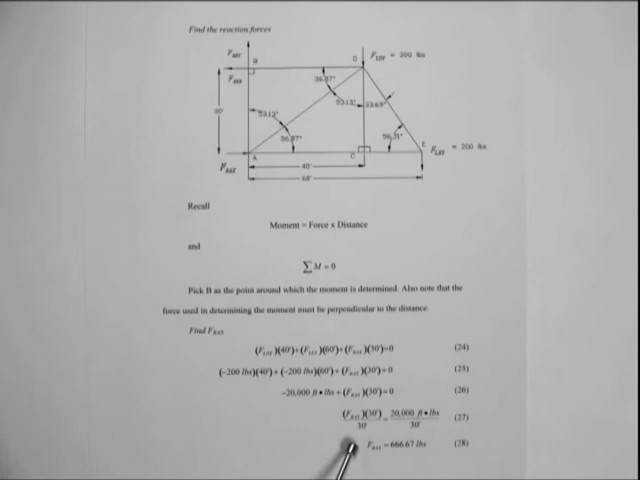 Find the reaction forces
F_RBY
B
D
F_LDY = 200 lbs
F_RBX
36.87°
53.13°
33.69°
30'
53.13°
36.87°
56.31°
E
F_LEY = 200 lbs
A
C
F_RAX
40'
60'
Recall
Moment = Force x Distance
and
∑ M = 0
Pick B as the point around which the moment is determined. Also note that the
force used in determining the moment must be perpendicular to the distance.
Find F_RAX
(F_LDY)(40')+(F_LEY)(60')+(F_RAX)(30')=0 (24)
(−200 lbs)(40') + (−200 lbs)(60') + (F_RAX)(30') = 0 (25)
−20,000 ft • lbs + (F_RAX)(30') = 0 (26)
(F_RAX)(30')/30' = 20,000 ft • lbs/30' (27)
F_RAX = 666.67 lbs (28)